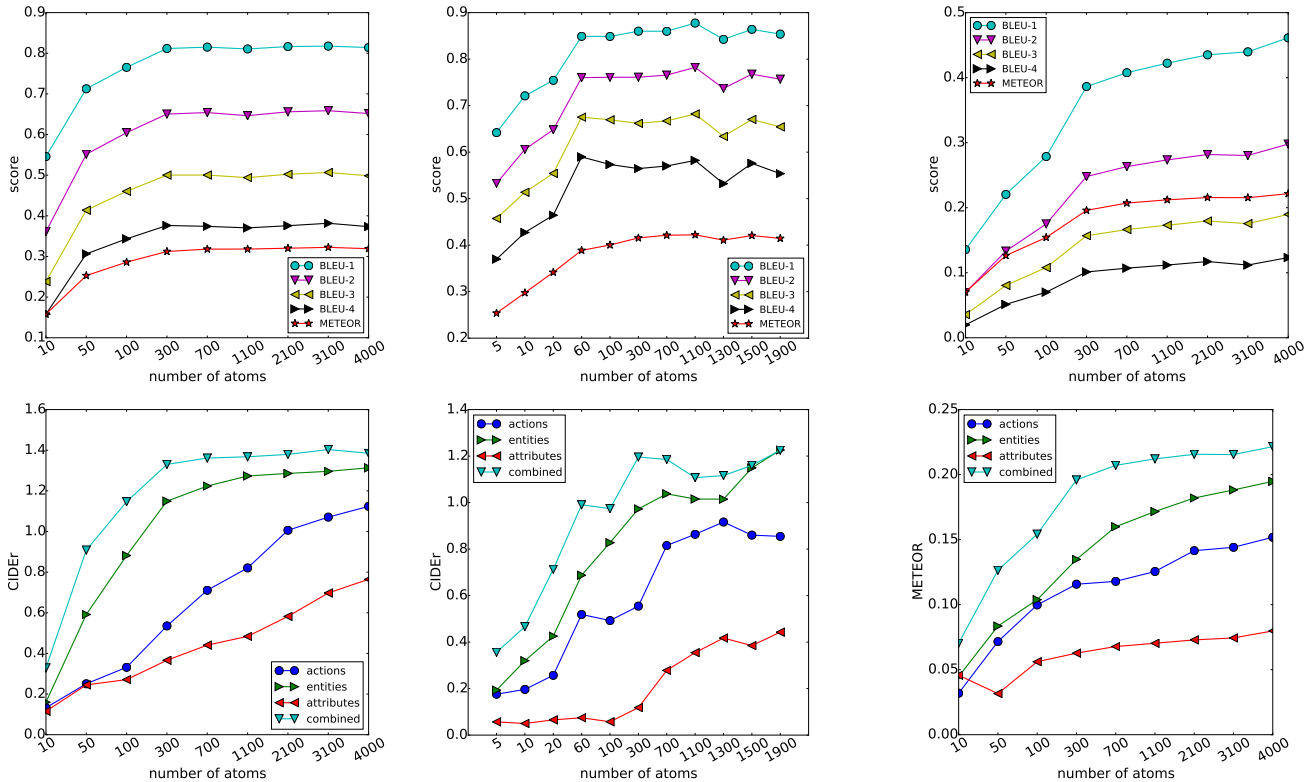 0.9
0.8
0.7
0.6
0.5
0.4
0.3
0.2
0.1
score
10 50 100 300 700 1100 2100 3100 4000
number of atoms
BLEU-1
BLEU-2
BLEU-3
BLEU-4
METEOR
0.9
0.8
0.7
0.6
0.5
0.4
0.3
0.2
score
5 10 20 60 100 300 700 1100 1300 1500 1900
number of atoms
BLEU-1
BLEU-2
BLEU-3
BLEU-4
METEOR
0.5
0.4
0.3
0.2
0.1
0.0
score
10 50 100 300 700 1100 2100 3100 4000
number of atoms
BLEU-1
BLEU-2
BLEU-3
BLEU-4
METEOR
1.6
1.4
1.2
1.0
0.8
0.6
0.4
0.2
0.0
CIDEr
10 50 100 300 700 1100 2100 3100 4000
number of atoms
actions
entities
attributes
combined
1.4
1.2
1.0
0.8
0.6
0.4
0.2
0.0
CIDEr
5 10 20 60 100 300 700 1100 1300 1500 1900
number of atoms
actions
entities
attributes
combined
0.25
0.20
0.15
0.10
0.05
0.00
METEOR
10 50 100 300 700 1100 2100 3100 4000
number of atoms
actions
entities
attributes
combined